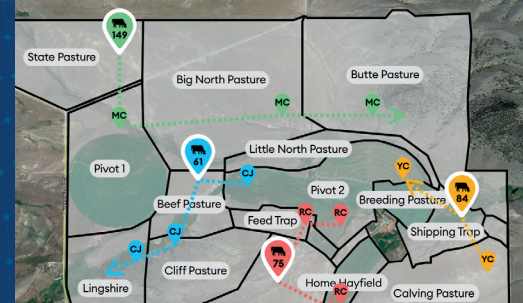 149
State Pasture
Big North Pasture
Butte Pasture
MC
MC
MC
61
Little North Pasture
Pivot 1
CJ
YC
Pivot 2
Breeding Pasture
84
Beef Pasture
RC
RC
Feed Trap
Shipping Trap
CJ
CJ
75
YC
Cliff Pasture
Lingshire
Home Hayfield
RC
Calving Pasture